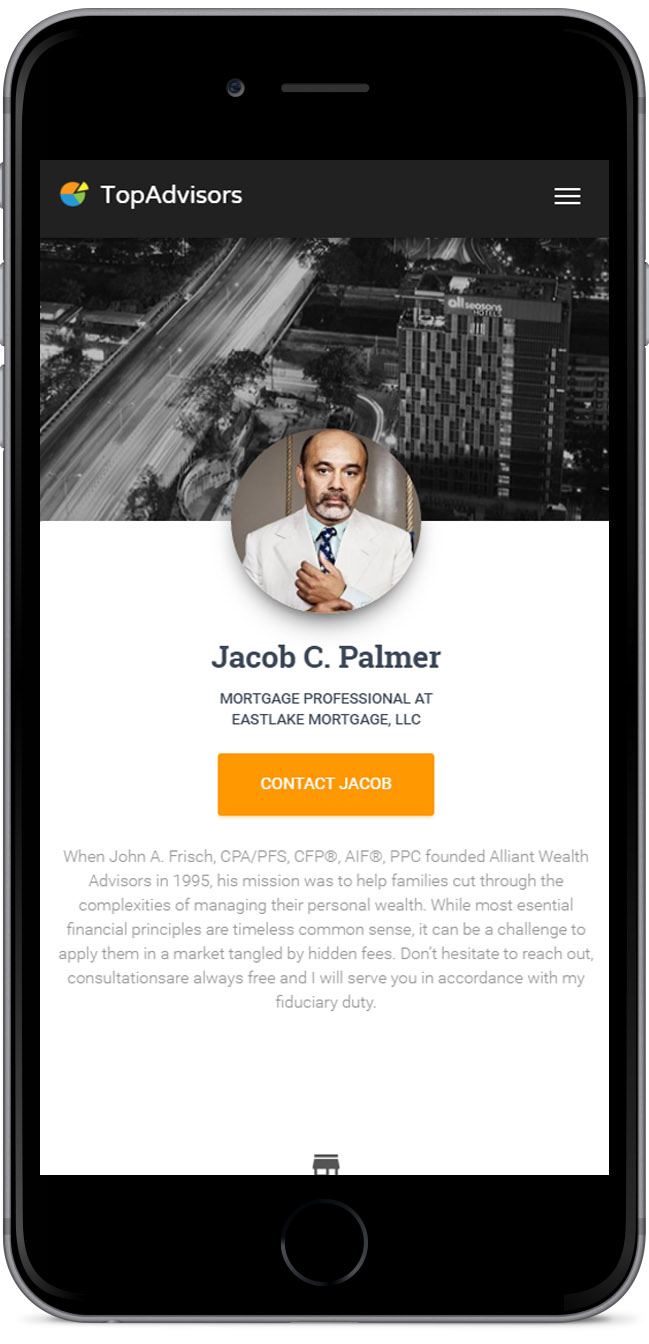 TopAdvisors
all seasons
HOTELS
Jacob C. Palmer
MORTGAGE PROFESSIONAL AT
EASTLAKE MORTGAGE, LLC
CONTACT JACOB
When John A. Frisch, CPA/PFS, CFP®, AIF®, PPC founded Alliant Wealth
Advisors in 1995, his mission was to help families cut through the
complexities of managing their personal wealth. While most esential
financial principles are timeless common sense, it can be a challenge to
apply them in a market tangled by hidden fees. Don’t hesitate to reach out,
consultationsare always free and I will serve you in accordance with my
fiduciary duty.